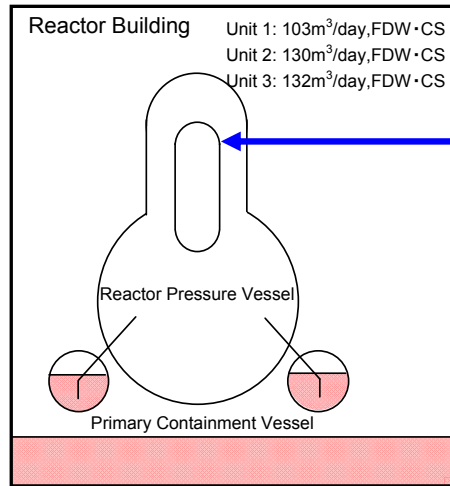 Reactor Building
Unit 1: 103m³/day,FDW・CS
Unit 2: 130m³/day,FDW・CS
Unit 3: 132m³/day,FDW・CS
Reactor Pressure Vessel
Primary Containment Vessel